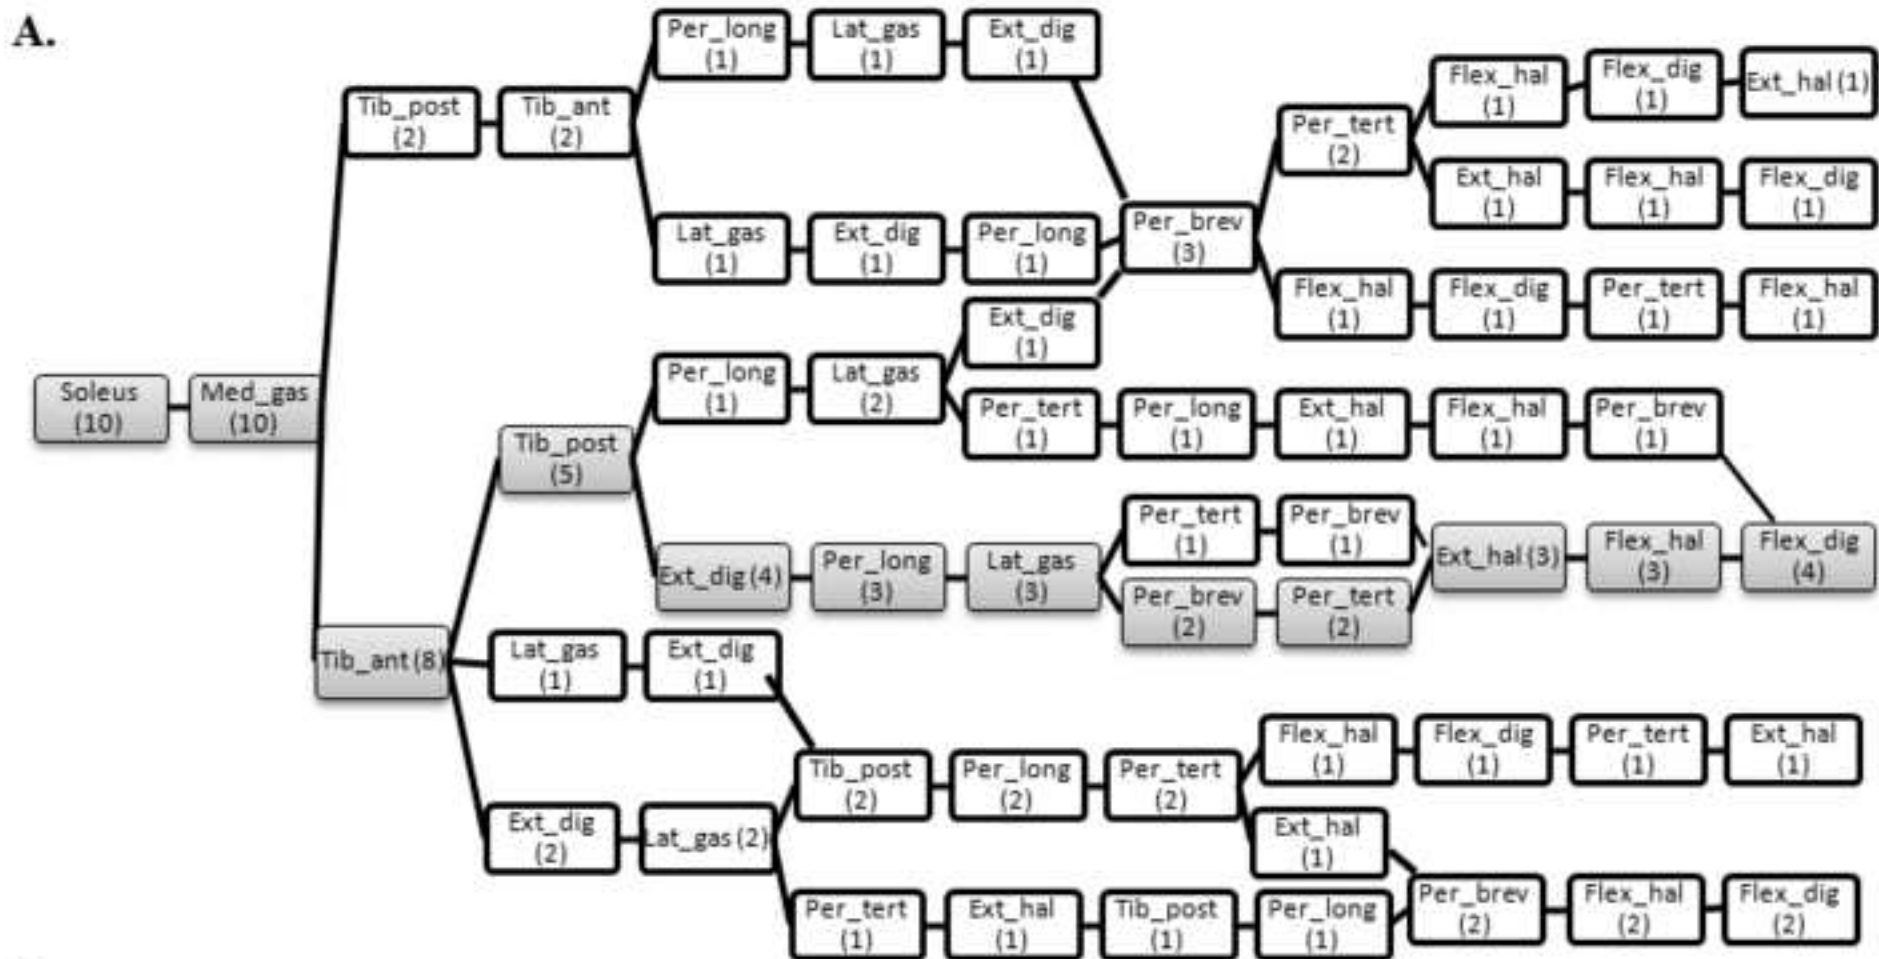 A.
Per_long
(1)
Lat_gas
(1)
Ext_dig
(1)
Tib_post
(2)
Tib_ant
(2)
Flex_hal
(1)
Flex_dig
(1)
Ext_hal (1)
Per_tert
(2)
Ext_hal
(1)
Flex_hal
(1)
Flex_dig
(1)
Lat_gas
(1)
Ext_dig
(1)
Per_long
(1)
Per_brev
(3)
Flex_hal
(1)
Flex_dig
(1)
Per_tert
(1)
Flex_hal
(1)
Ext_dig
(1)
Soleus
(10)
Med_gas
(10)
Per_long
(1)
Lat_gas
(2)
Per_tert
(1)
Per_long
(1)
Ext_hal
(1)
Flex_hal
(1)
Per_brev
(1)
Tib_post
(5)
Per_tert
(1)
Per_brev
(1)
Ext_dig (4)
Per_long
(3)
Lat_gas
(3)
Per_brev
(2)
Per_tert
(2)
Ext_hal (3)
Flex_hal
(3)
Flex_dig
(4)
Tib_ant (8)
Lat_gas
(1)
Ext_dig
(1)
Tib_post
(2)
Per_long
(2)
Per_tert
(2)
Flex_hal
(1)
Flex_dig
(1)
Per_tert
(1)
Ext_hal
(1)
Ext_dig
(2)
Lat_gas (2)
Ext_hal
(1)
Per_tert
(1)
Ext_hal
(1)
Tib_post
(1)
Per_long
(1)
Per_brev
(2)
Flex_hal
(2)
Flex_dig
(2)